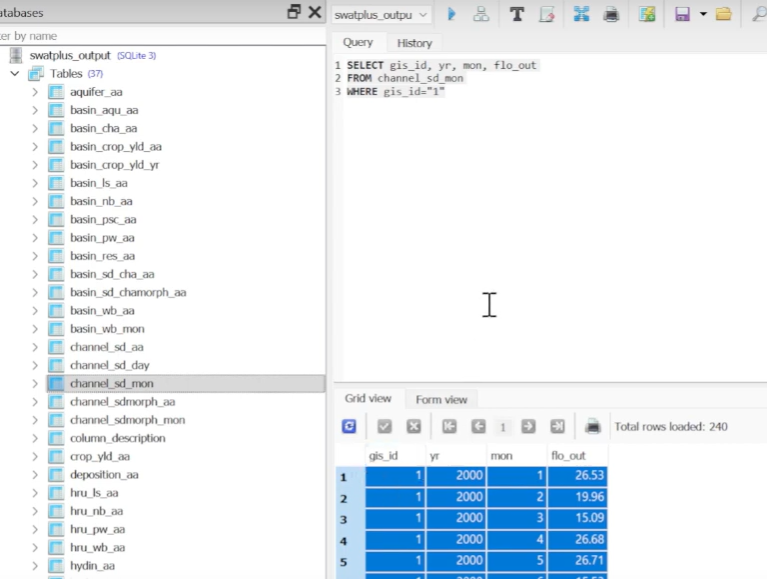 atabases
ter by name
swatplus_output (SQLite 3)
Tables (37)
aquifer_aa
basin_aqu_aa
basin_cha_aa
basin_crop_yld_aa
basin_crop_yld_yr
basin_ls_aa
basin_nb_aa
basin_psc_aa
basin_pw_aa
basin_res_aa
basin_sd_cha_aa
basin_sd_chamorph_aa
basin_wb_aa
basin_wb_mon
channel_sd_aa
channel_sd_day
channel_sd_mon
channel_sdmorph_aa
channel_sdmorph_mon
column_description
crop_yld_aa
deposition_aa
hru_ls_aa
hru_nb_aa
hru_pw_aa
hru_wb_aa
hydin_aa
swatplus_outpu
Query History
1 SELECT gis_id, yr, mon, flo_out
2 FROM channel_sd_mon
3 WHERE gis_id="1"
Grid view Form view
1 Total rows loaded: 240
gis_id yr mon flo_out
1 1 2000 1 26.53
2 1 2000 2 19.96
3 1 2000 3 15.09
4 1 2000 4 26.68
5 1 2000 5 26.71